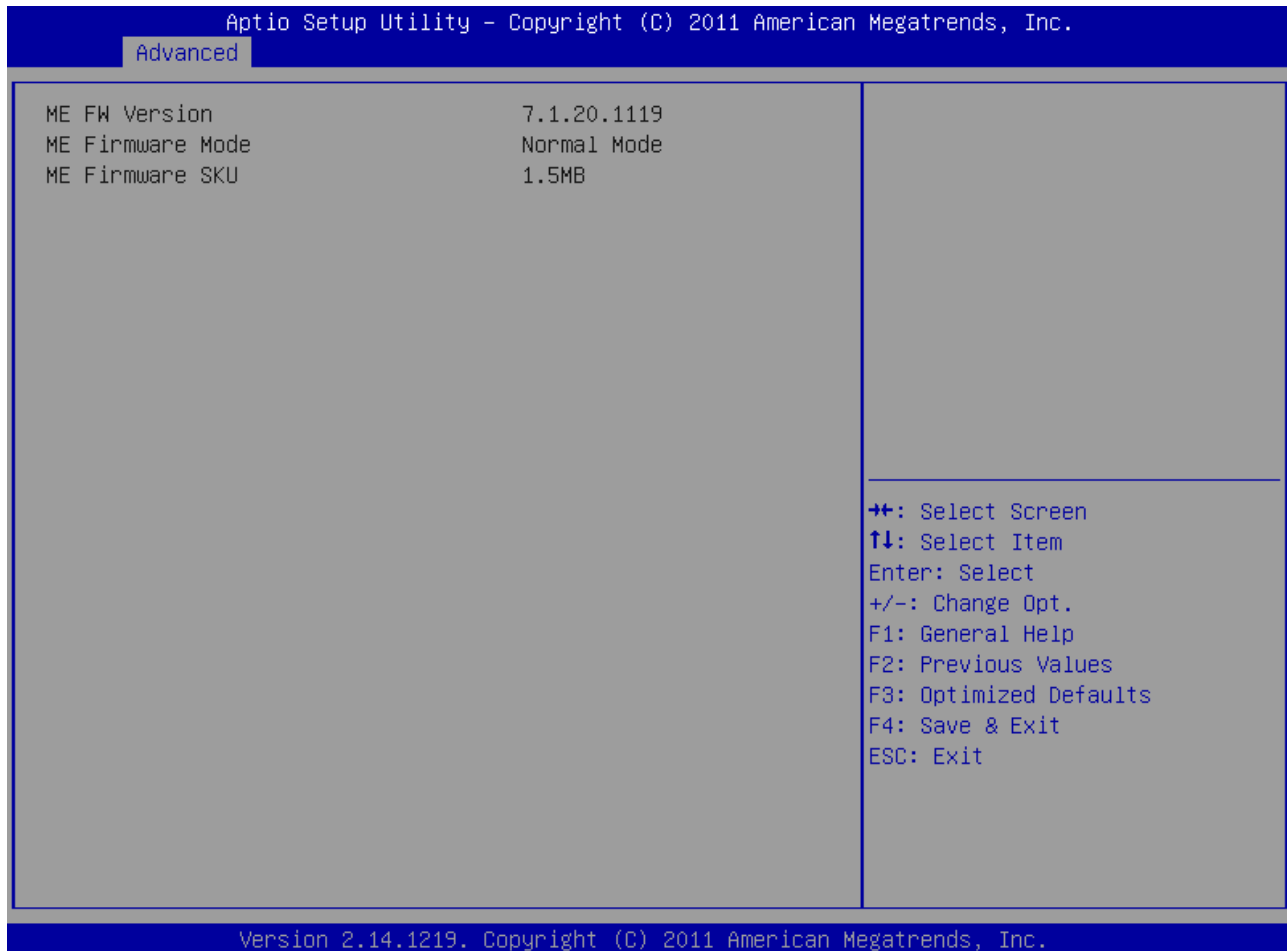 Aptio Setup Utility – Copyright (C) 2011 American Megatrends, Inc.
Advanced
ME FW Version 7.1.20.1119
ME Firmware Mode Normal Mode
ME Firmware SKU 1.5MB
→←: Select Screen
↑↓: Select Item
Enter: Select
+/-: Change Opt.
F1: General Help
F2: Previous Values
F3: Optimized Defaults
F4: Save & Exit
ESC: Exit
Version 2.14.1219. Copyright (C) 2011 American Megatrends, Inc.